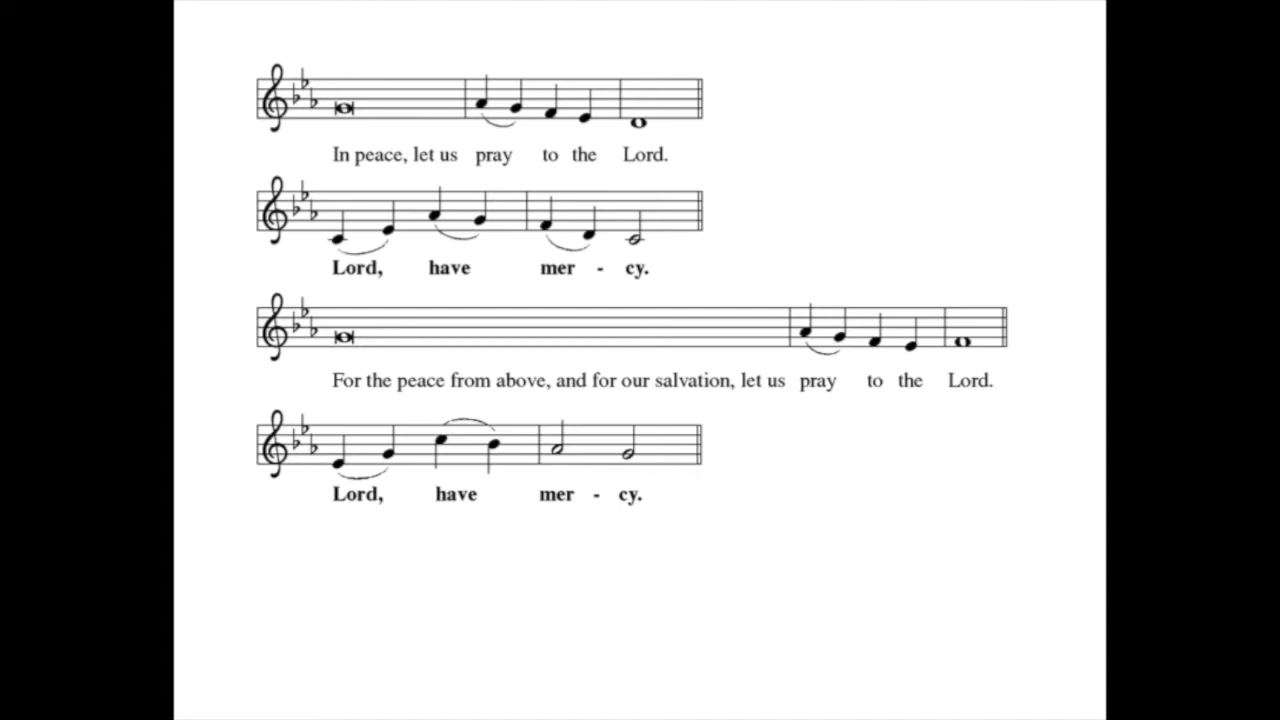 In peace, let us pray to the Lord.
Lord, have mer - cy.
For the peace from above, and for our salvation, let us pray to the Lord.
Lord, have mer - cy.